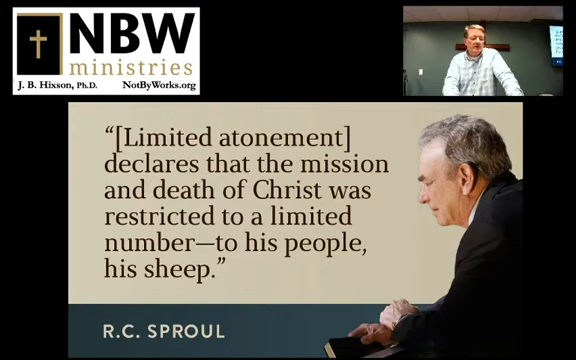 NBW
ministries
J. B. Hixson, Ph.D. NotByWorks.org
“[Limited atonement]
declares that the mission
and death of Christ was
restricted to a limited
number—to his people,
his sheep.”
R.C. SPROUL